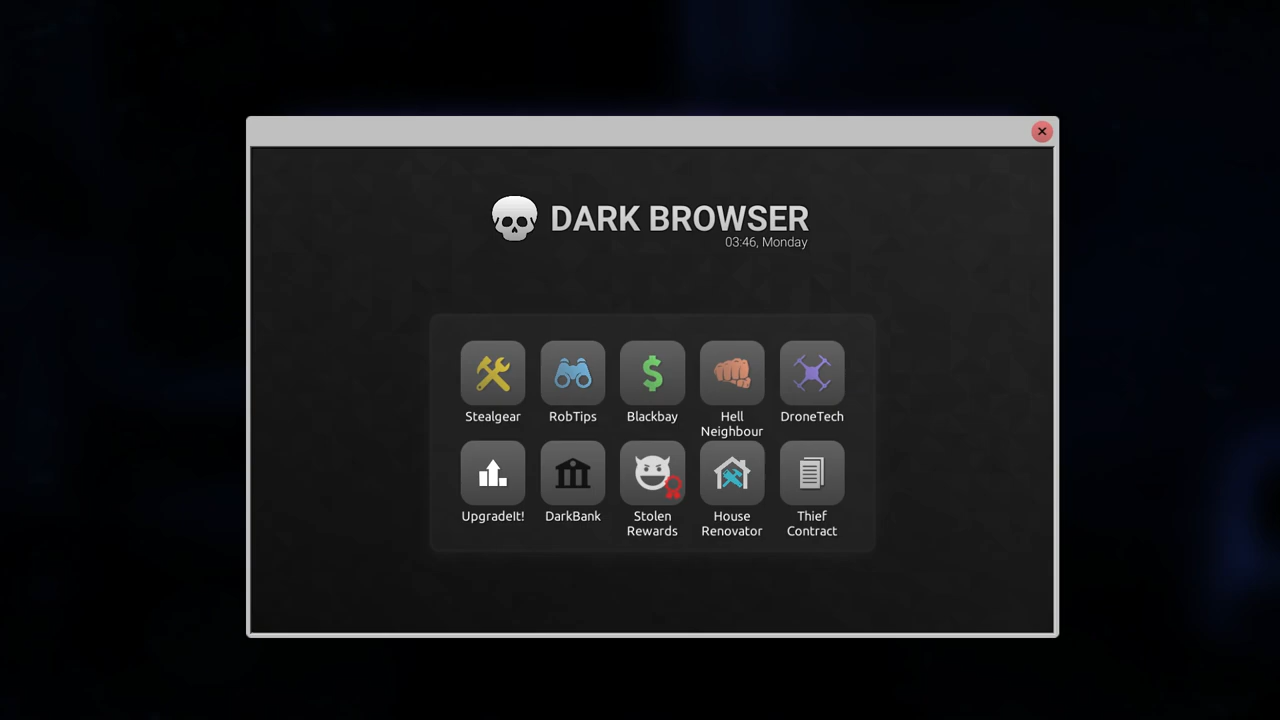 DARK BROWSER
03:46, Monday
Stealgear
RobTips
Blackbay
Hell
Neighbour
DroneTech
UpgradeIt!
DarkBank
Stolen
Rewards
House
Renovator
Thief
Contract